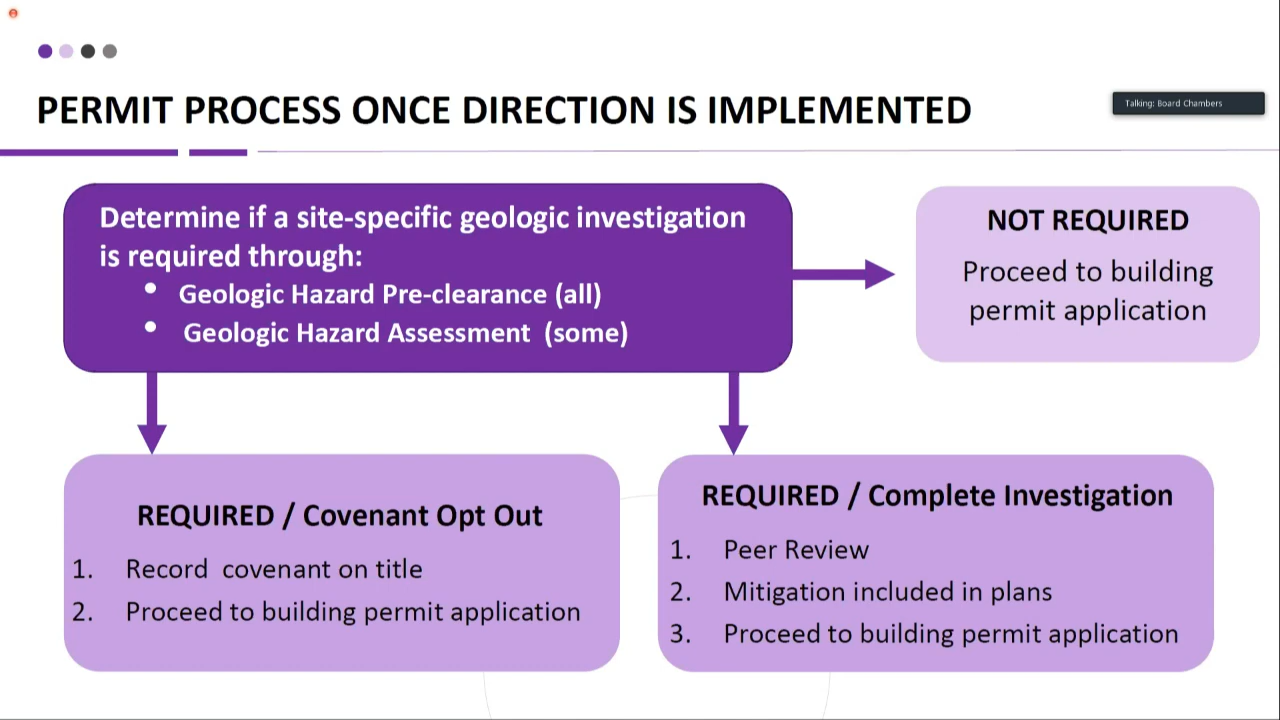 PERMIT PROCESS ONCE DIRECTION IS IMPLEMENTED
Talking: Board Chambers
Determine if a site-specific geologic investigation
is required through:
• Geologic Hazard Pre-clearance (all)
• Geologic Hazard Assessment (some)
NOT REQUIRED
Proceed to building
permit application
REQUIRED / Covenant Opt Out
1. Record covenant on title
2. Proceed to building permit application
REQUIRED / Complete Investigation
1. Peer Review
2. Mitigation included in plans
3. Proceed to building permit application